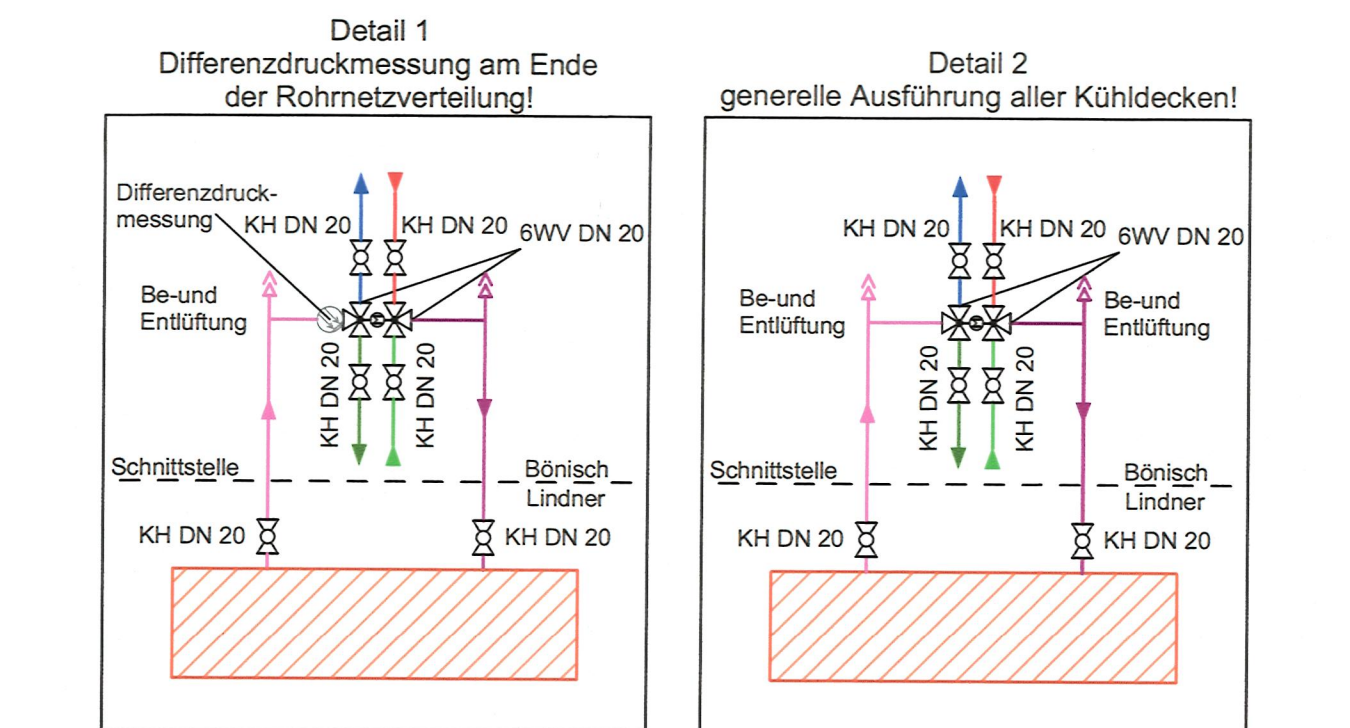 Detail 1
Differenzdruckmessung am Ende
der Rohrnetzverteilung!
Differenzdruck-
messung
KH DN 20
KH DN 20
6WV DN 20
Be-und
Entlüftung
KH DN 20
KH DN 20
Schnittstelle
Bönisch
Lindner
KH DN 20
KH DN 20
Detail 2
generelle Ausführung aller Kühldecken!
KH DN 20
KH DN 20
6WV DN 20
Be-und
Entlüftung
Be-und
Entlüftung
KH DN 20
KH DN 20
Schnittstelle
Bönisch
Lindner
KH DN 20
KH DN 20